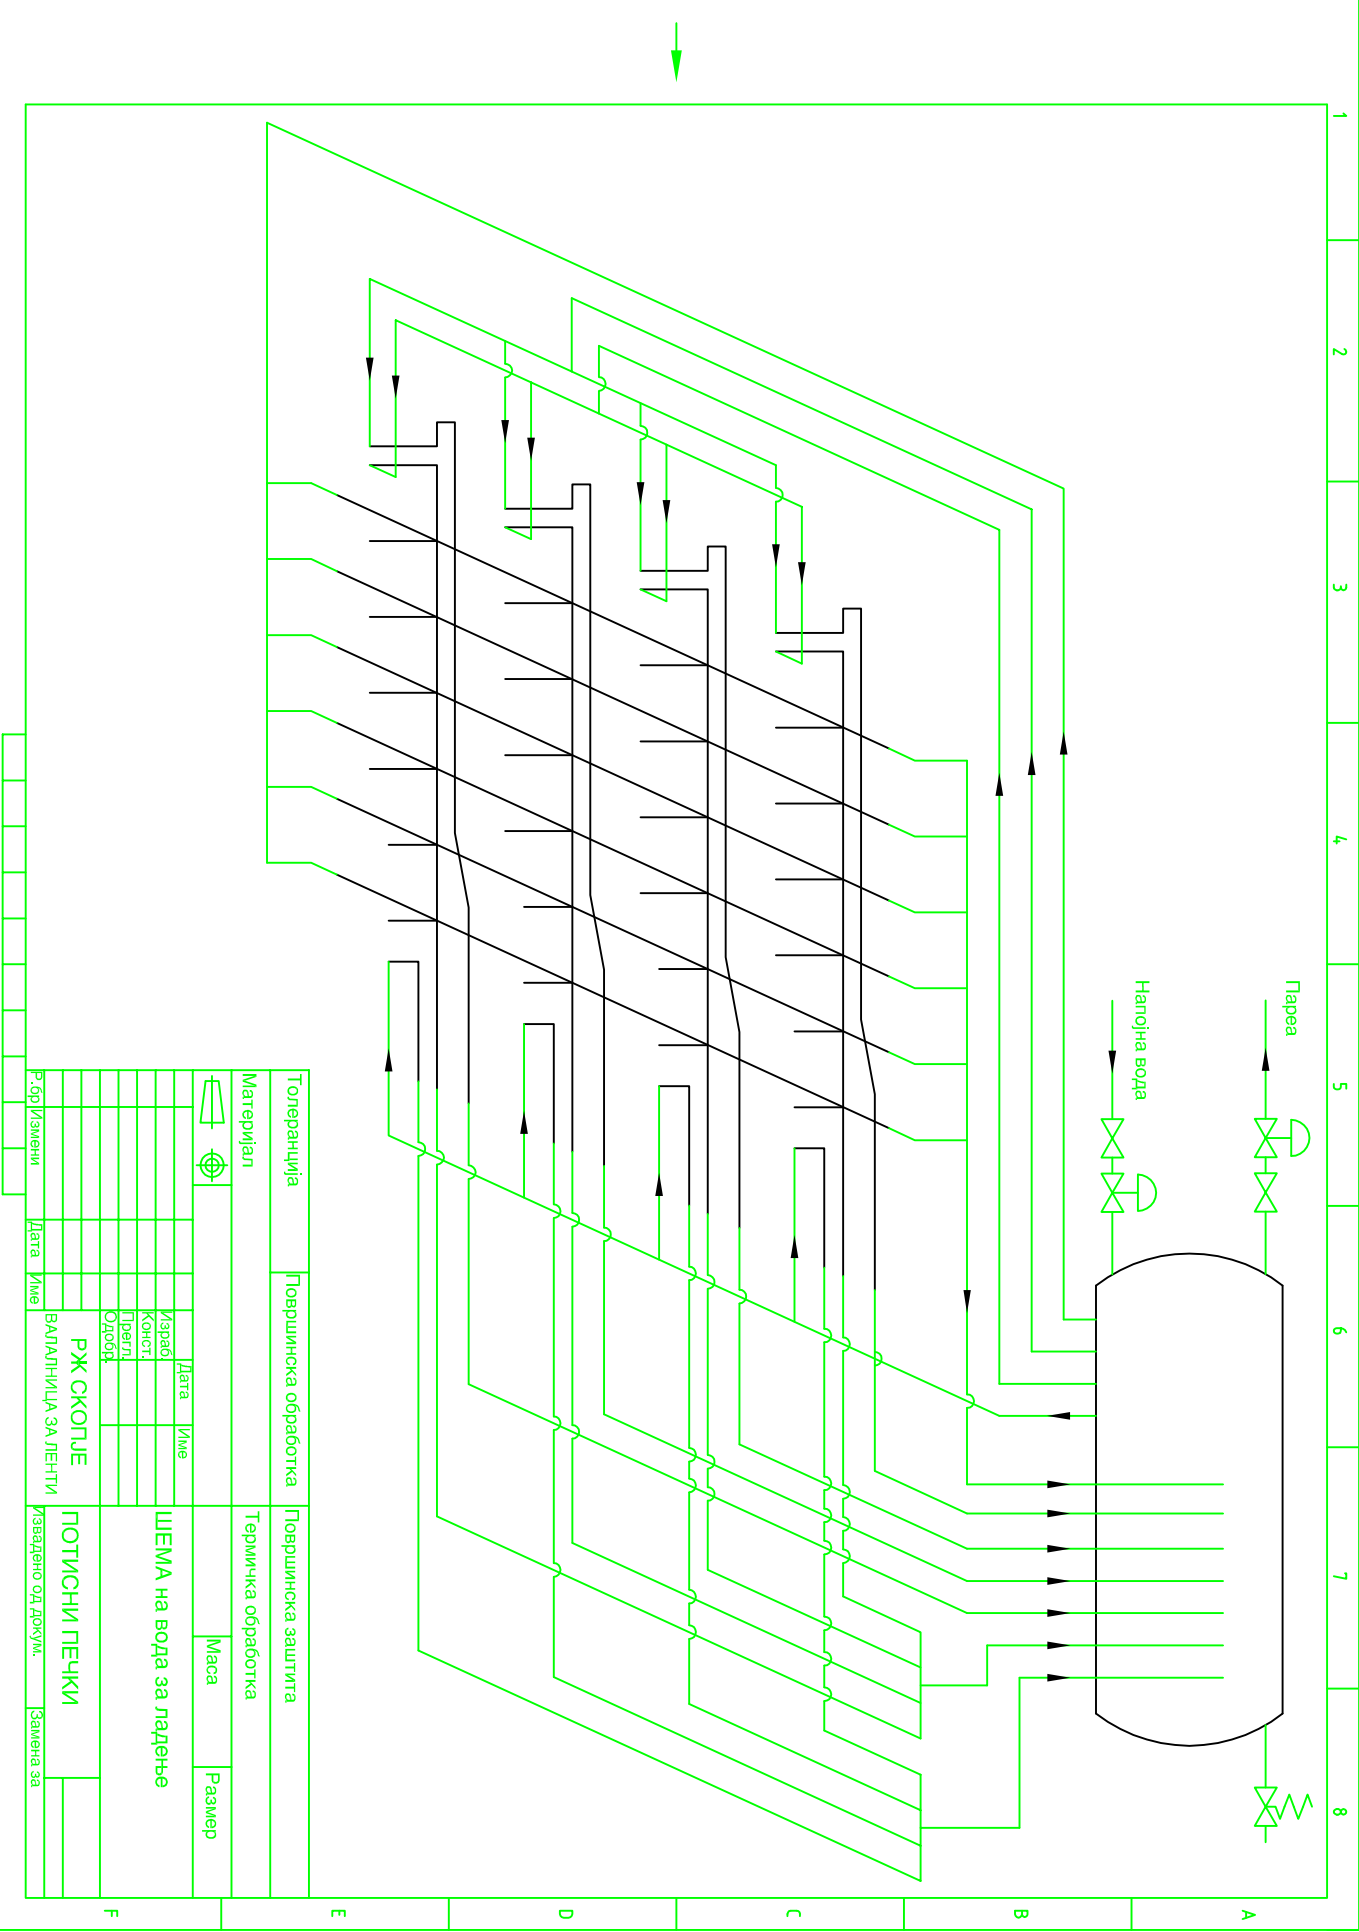 1
2
3
4
5
6
7
8
A
B
C
D
E
F
Пареа
Напојна вода
Толеранција
Површинска обработка
Површинска заштита
Материјал
Термичка обработка
Маса
Размер
Дата
Име
Израб.
Конст.
Прегл.
Одобр.
ШЕМА на вода за ладење
РЖ СКОПЈЕ
ВАЛАЛНИЦА ЗА ЛЕНТИ
ПОТИСНИ ПЕЧКИ
Р.бр
Измени
Дата
Име
Извадено од докум.
Замена за